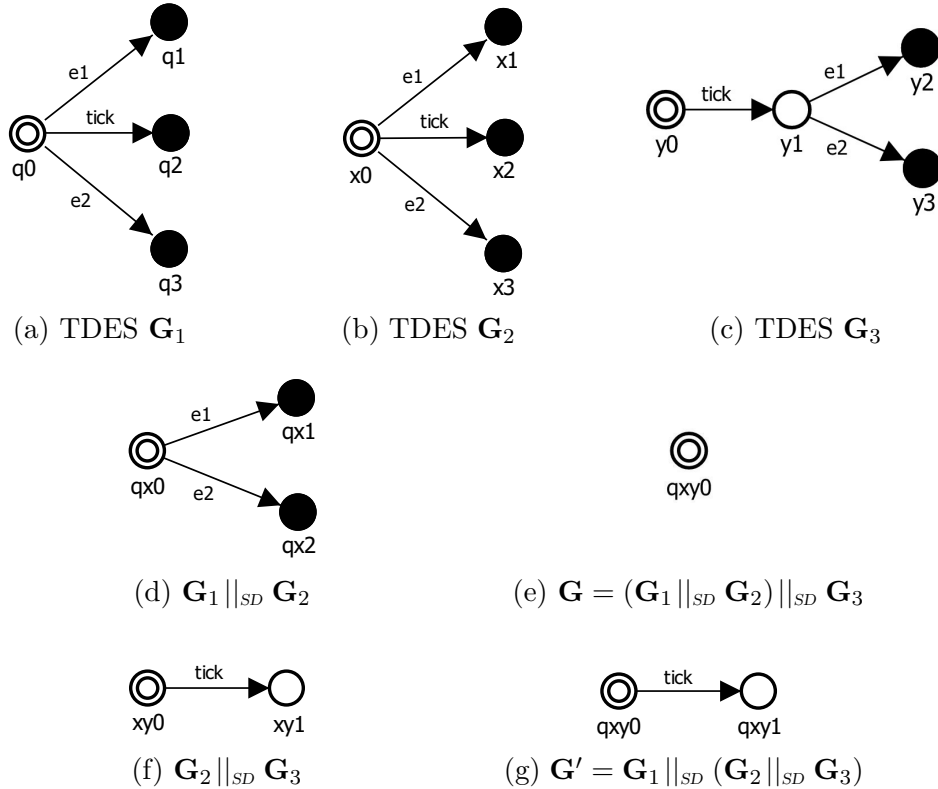 e1
q1
tick
q0
q2
e2
q3
(a) TDES G₁
e1
x1
tick
x0
x2
e2
x3
(b) TDES G₂
tick
e1
y2
y0
y1
e2
y3
(c) TDES G₃
e1
qx1
qx0
e2
qx2
(d) G₁||SD G₂
qxy0
(e) G = (G₁||SD G₂)||SD G₃
tick
xy0
xy1
(f) G₂||SD G₃
tick
qxy0
qxy1
(g) G′ = G₁||SD (G₂||SD G₃)